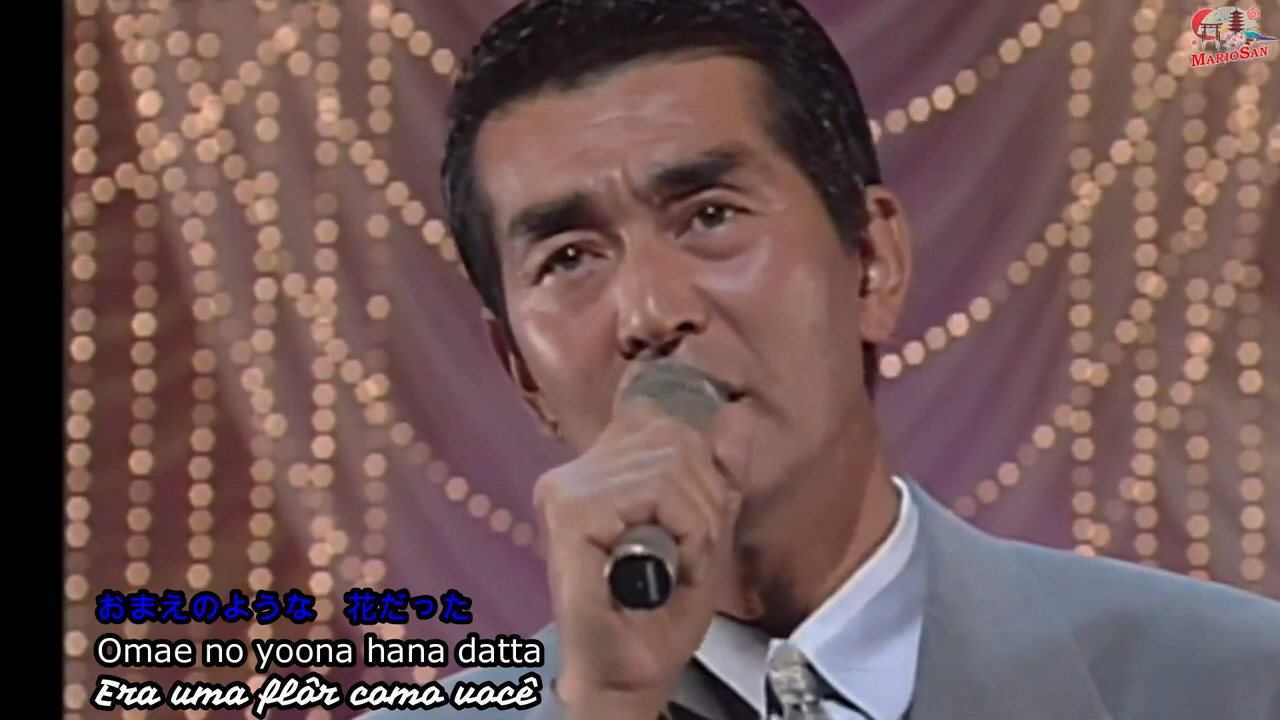 MARIOSAN
おまえのような 花だった
Omae no yoona hana datta
Era uma flôr como você